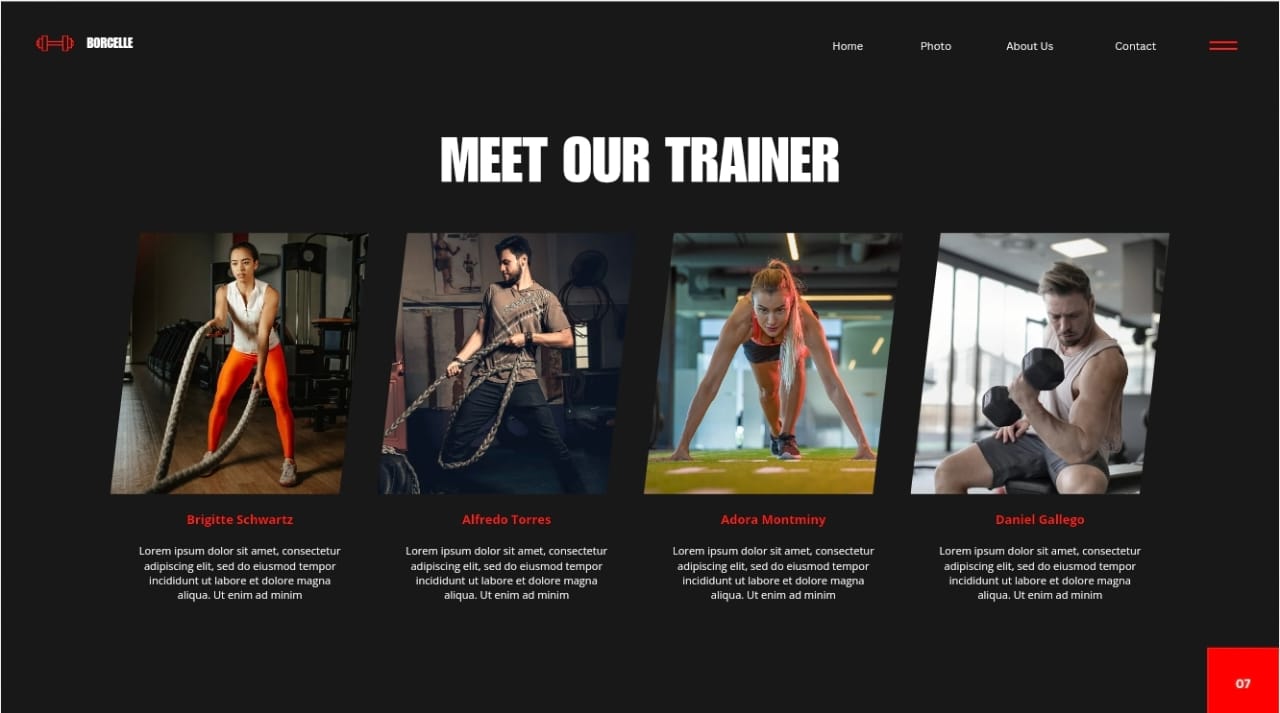 BORCELLE
Home
Photo
About Us
Contact
MEET OUR TRAINER
Brigitte Schwartz
Lorem ipsum dolor sit amet, consectetur
adipiscing elit, sed do eiusmod tempor
incididunt ut labore et dolore magna
aliqua. Ut enim ad minim
Alfredo Torres
Lorem ipsum dolor sit amet, consectetur
adipiscing elit, sed do eiusmod tempor
incididunt ut labore et dolore magna
aliqua. Ut enim ad minim
Adora Montminy
Lorem ipsum dolor sit amet, consectetur
adipiscing elit, sed do eiusmod tempor
incididunt ut labore et dolore magna
aliqua. Ut enim ad minim
Daniel Gallego
Lorem ipsum dolor sit amet, consectetur
adipiscing elit, sed do eiusmod tempor
incididunt ut labore et dolore magna
aliqua. Ut enim ad minim
07